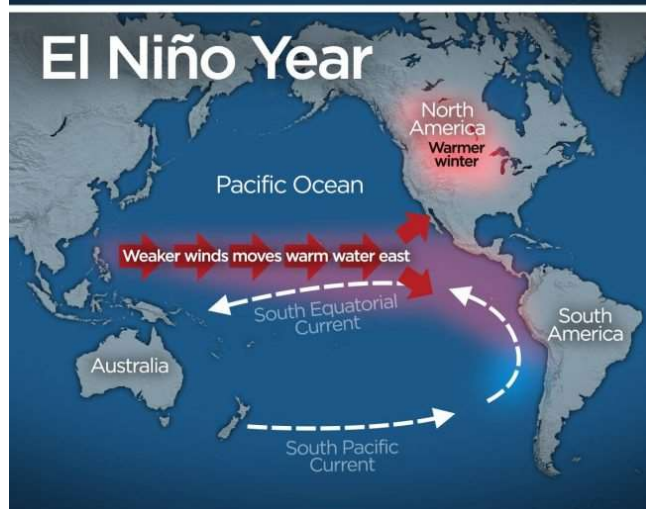 El Niño Year
North
America
Warmer
winter
Pacific Ocean
Weaker winds moves warm water east
South Equatorial
Current
South
America
Australia
South Pacific
Current